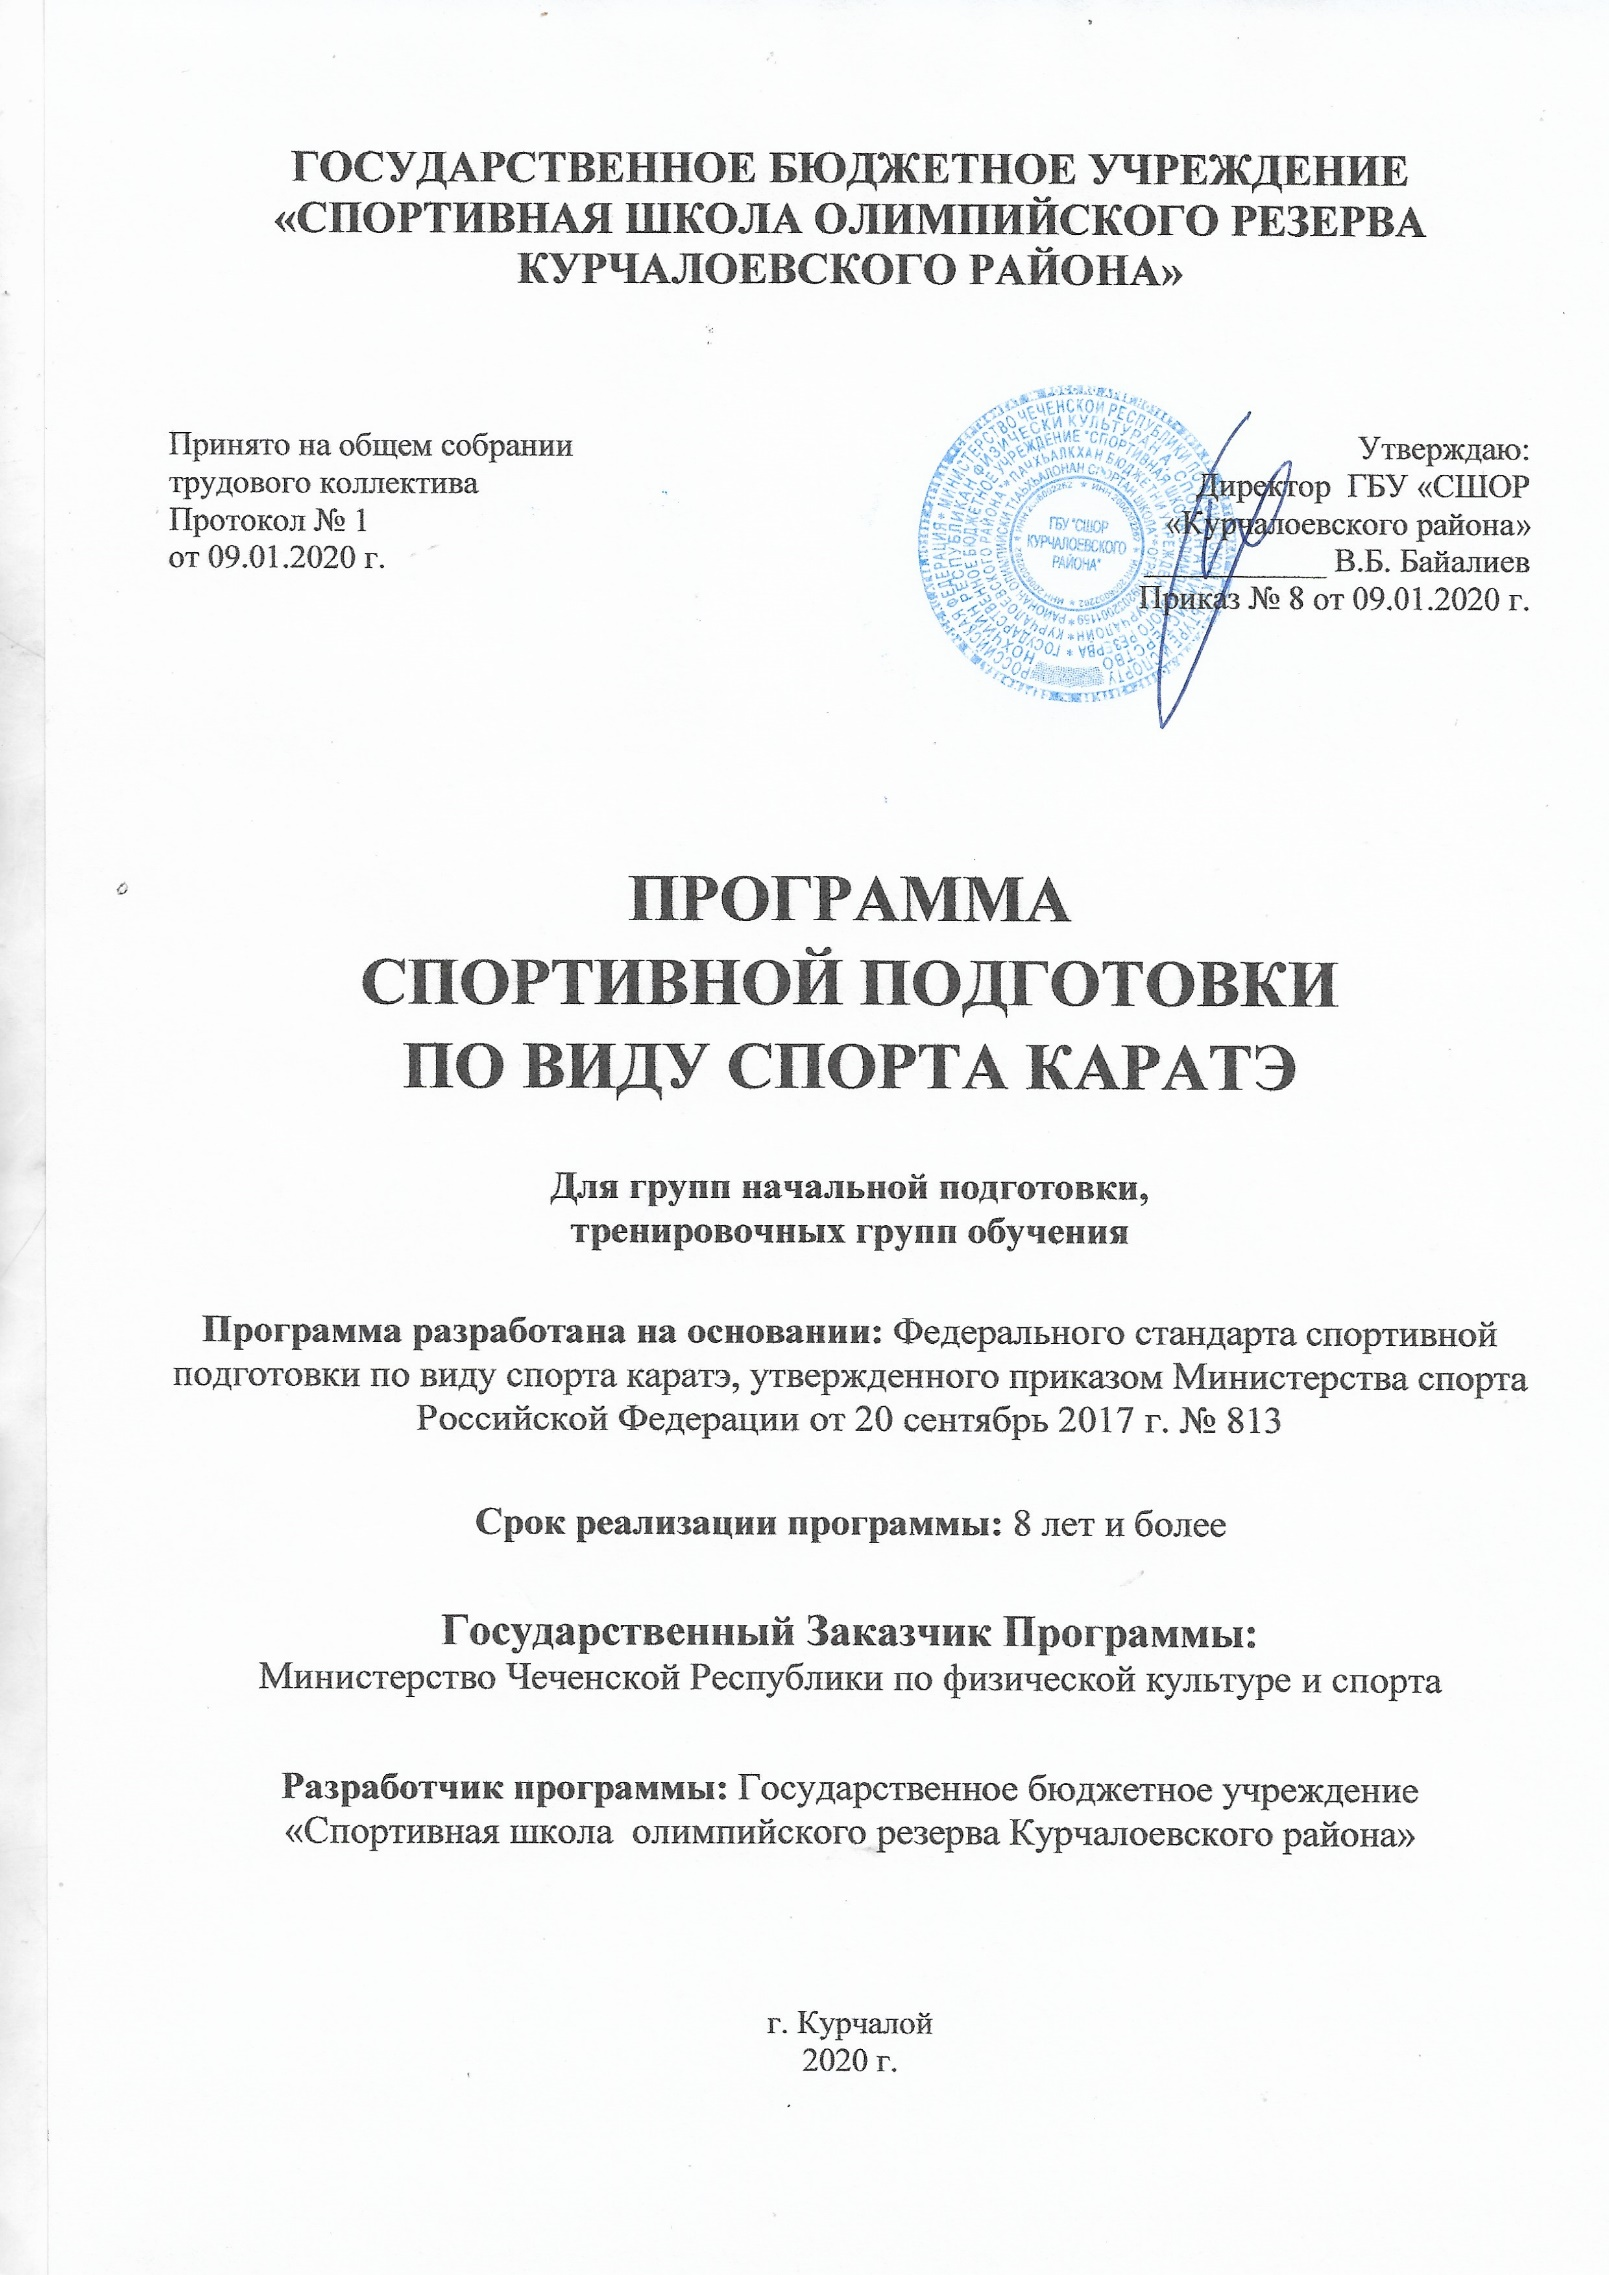 ГОСУДАРСТВЕННОЕ БЮДЖЕТНОЕ УЧРЕЖДЕНИЕ
«СПОРТИВНАЯ ШКОЛА ОЛИМПИЙСКОГО РЕЗЕРВА
КУРЧАЛОЕВСКОГО РАЙОНА»
Принято на общем собрании
трудового коллектива
Протокол № 1
от 09.01.2020 г.
Утверждаю:
Директор ГБУ «СШОР
«Курчалоевского района»
____________ В.Б. Байалиев
Приказ № 8 от 09.01.2020 г.
ГБУ "СШОР
КУРЧАЛОЕВСКОГО
РАЙОНА"
ПРОГРАММА
СПОРТИВНОЙ ПОДГОТОВКИ
ПО ВИДУ СПОРТА КАРАТЭ
Для групп начальной подготовки,
тренировочных групп обучения
Программа разработана на основании: Федерального стандарта спортивной
подготовки по виду спорта каратэ, утвержденного приказом Министерства спорта
Российской Федерации от 20 сентябрь 2017 г. № 813
Срок реализации программы: 8 лет и более
Государственный Заказчик Программы:
Министерство Чеченской Республики по физической культуре и спорта
Разработчик программы: Государственное бюджетное учреждение
«Спортивная школа олимпийского резерва Курчалоевского района»
г. Курчалой
2020 г.